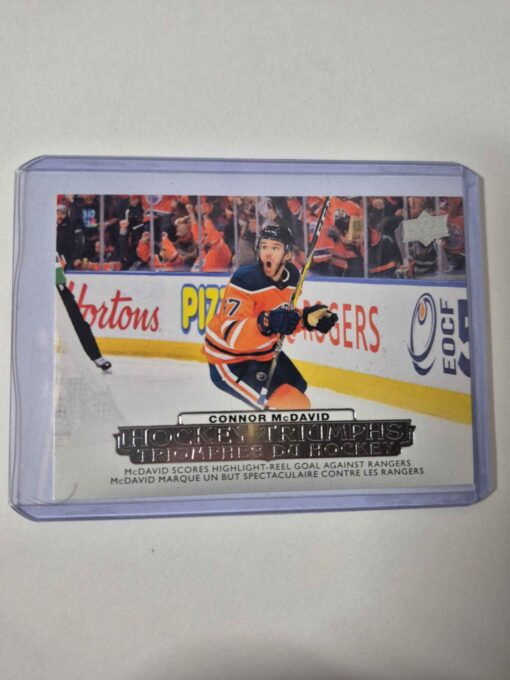 Hortons
PIZ
ROGERS
EOCF
7
CONNOR McDAVID
HOCKEY TRIUMPHS
TRIOMPHES DU HOCKEY
McDAVID SCORES HIGHLIGHT-REEL GOAL AGAINST RANGERS
McDAVID MARQUE UN BUT SPECTACULAIRE CONTRE LES RANGERS